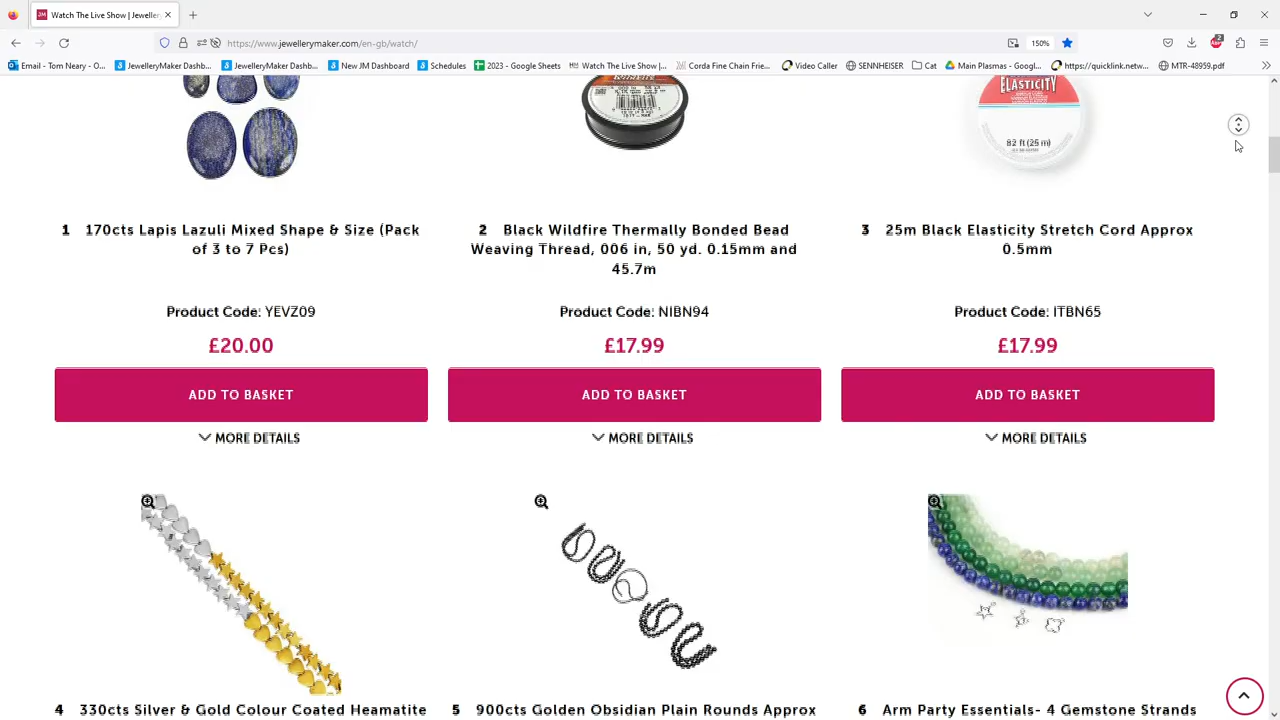 Watch The Live Show | Jeweller
https://www.jewellerymaker.com/en-gb/watch/
150%
2
Email - Tom Neary - O...
JewelleryMaker Dashb...
JewelleryMaker Dashb...
New JM Dashboard
Schedules
2023 - Google Sheets
Watch The Live Show |...
Corda Fine Chain Frie...
Video Caller
SENNHEISER
Cat
Main Plasmas - Googl...
https://quicklink.netw...
MTR-48959.pdf
ELASTICITY
82 ft (25 m)
1 170cts Lapis Lazuli Mixed Shape & Size (Pack
of 3 to 7 Pcs)
Product Code: YEVZ09
£20.00
ADD TO BASKET
MORE DETAILS
2 Black Wildfire Thermally Bonded Bead
Weaving Thread, 006 in, 50 yd. 0.15mm and
45.7m
Product Code: NIBN94
£17.99
ADD TO BASKET
MORE DETAILS
3 25m Black Elasticity Stretch Cord Approx
0.5mm
Product Code: ITBN65
£17.99
ADD TO BASKET
MORE DETAILS
4 330cts Silver & Gold Colour Coated Heamatite
5 900cts Golden Obsidian Plain Rounds Approx
6 Arm Party Essentials- 4 Gemstone Strands